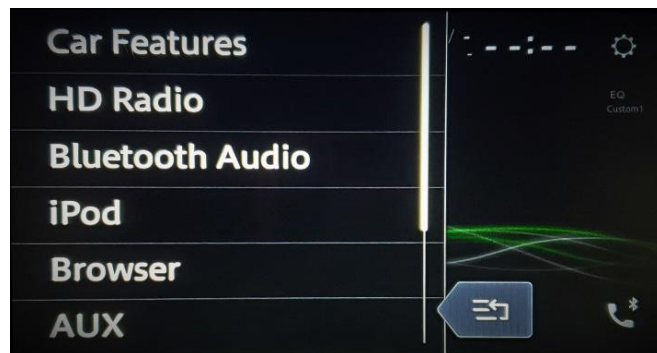 Car Features
HD Radio
Bluetooth Audio
iPod
Browser
AUX
--:--
EQ
Custom1